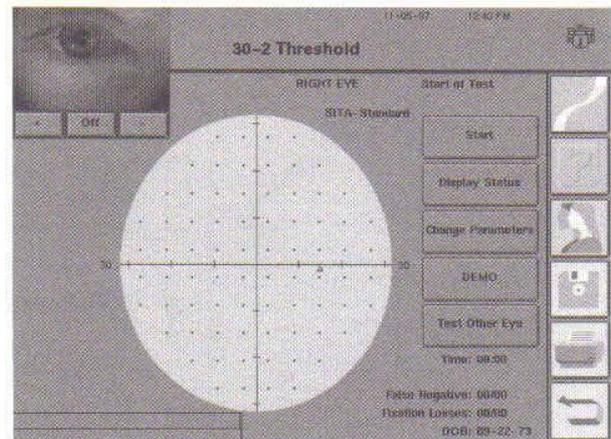 11-05-97 12:40 PM
30-2 Threshold
RIGHT EYE Start of Test
SITA-Standard
Off
Start
Display Status
Change Parameters
30 30
DEMO
Test Other Eye
Time: 00:00
False Negative: 00/00
Fixation Losses: 00/00
DOB: 09-22-73
?